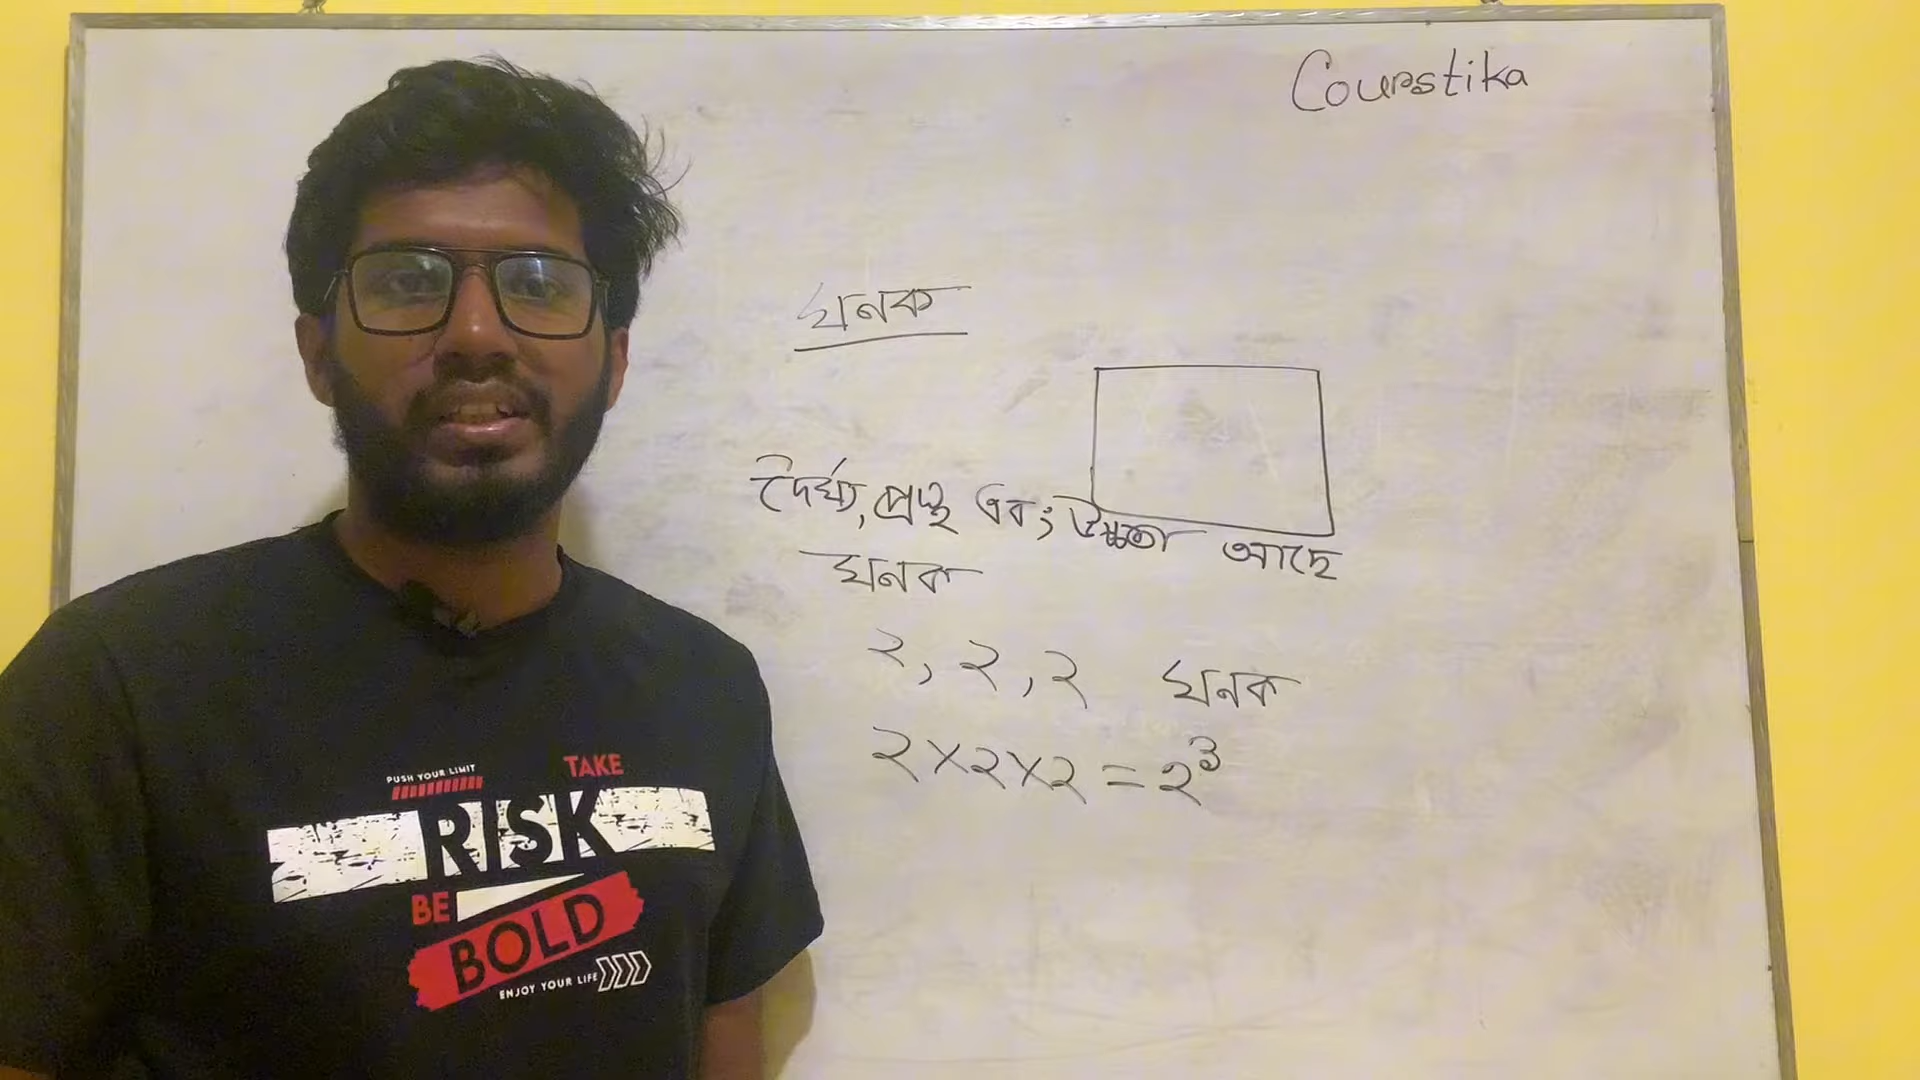 Courstika
ঘনক
দৈর্ঘ্য, প্রস্থ এবং উচ্চতা আছে
ঘনক
২, ২, ২ ঘনক
২×২×২ = ২³
PUSH YOUR LIMIT
TAKE
RISK
BE
BOLD
ENJOY YOUR LIFE